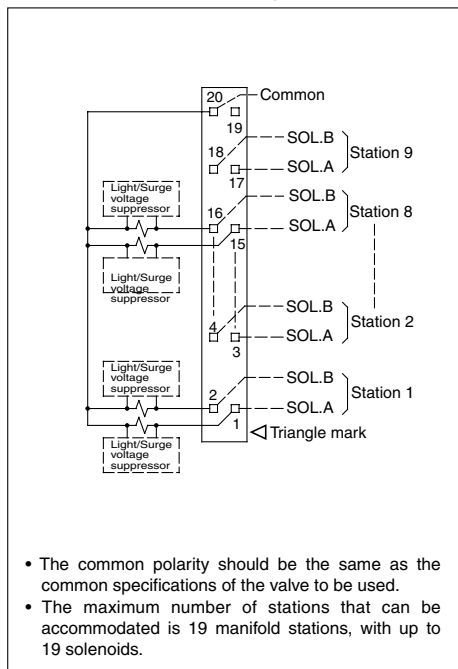 20
Common
19
SOL.B
18
Station 9
SOL.A
17
Light/Surge
voltage
suppressor
SOL.B
16
Station 8
SOL.A
15
Light/Surge
voltage
suppressor
SOL.B
4
Station 2
SOL.A
3
Light/Surge
voltage
suppressor
SOL.B
2
Station 1
SOL.A
1
Triangle mark
Light/Surge
voltage
suppressor
• The common polarity should be the same as the
common specifications of the valve to be used.
• The maximum number of stations that can be
accommodated is 19 manifold stations, with up to
19 solenoids.